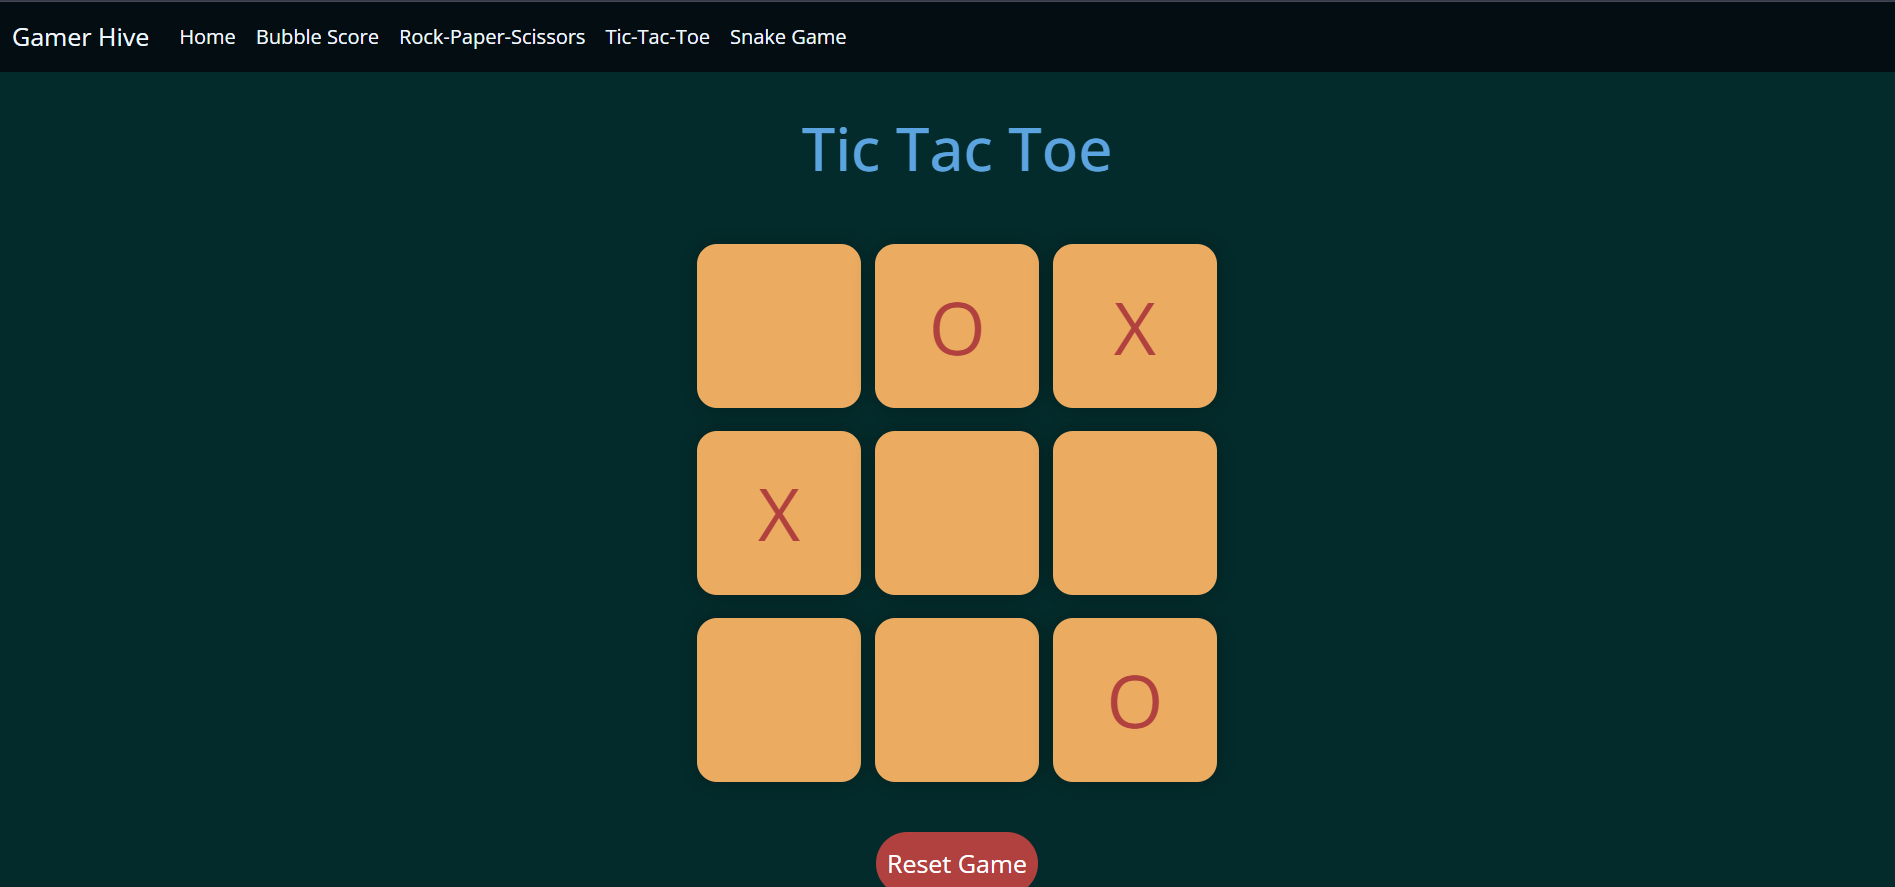 Gamer Hive Home Bubble Score Rock-Paper-Scissors Tic-Tac-Toe Snake Game
Tic Tac Toe
O X
X
O
Reset Game